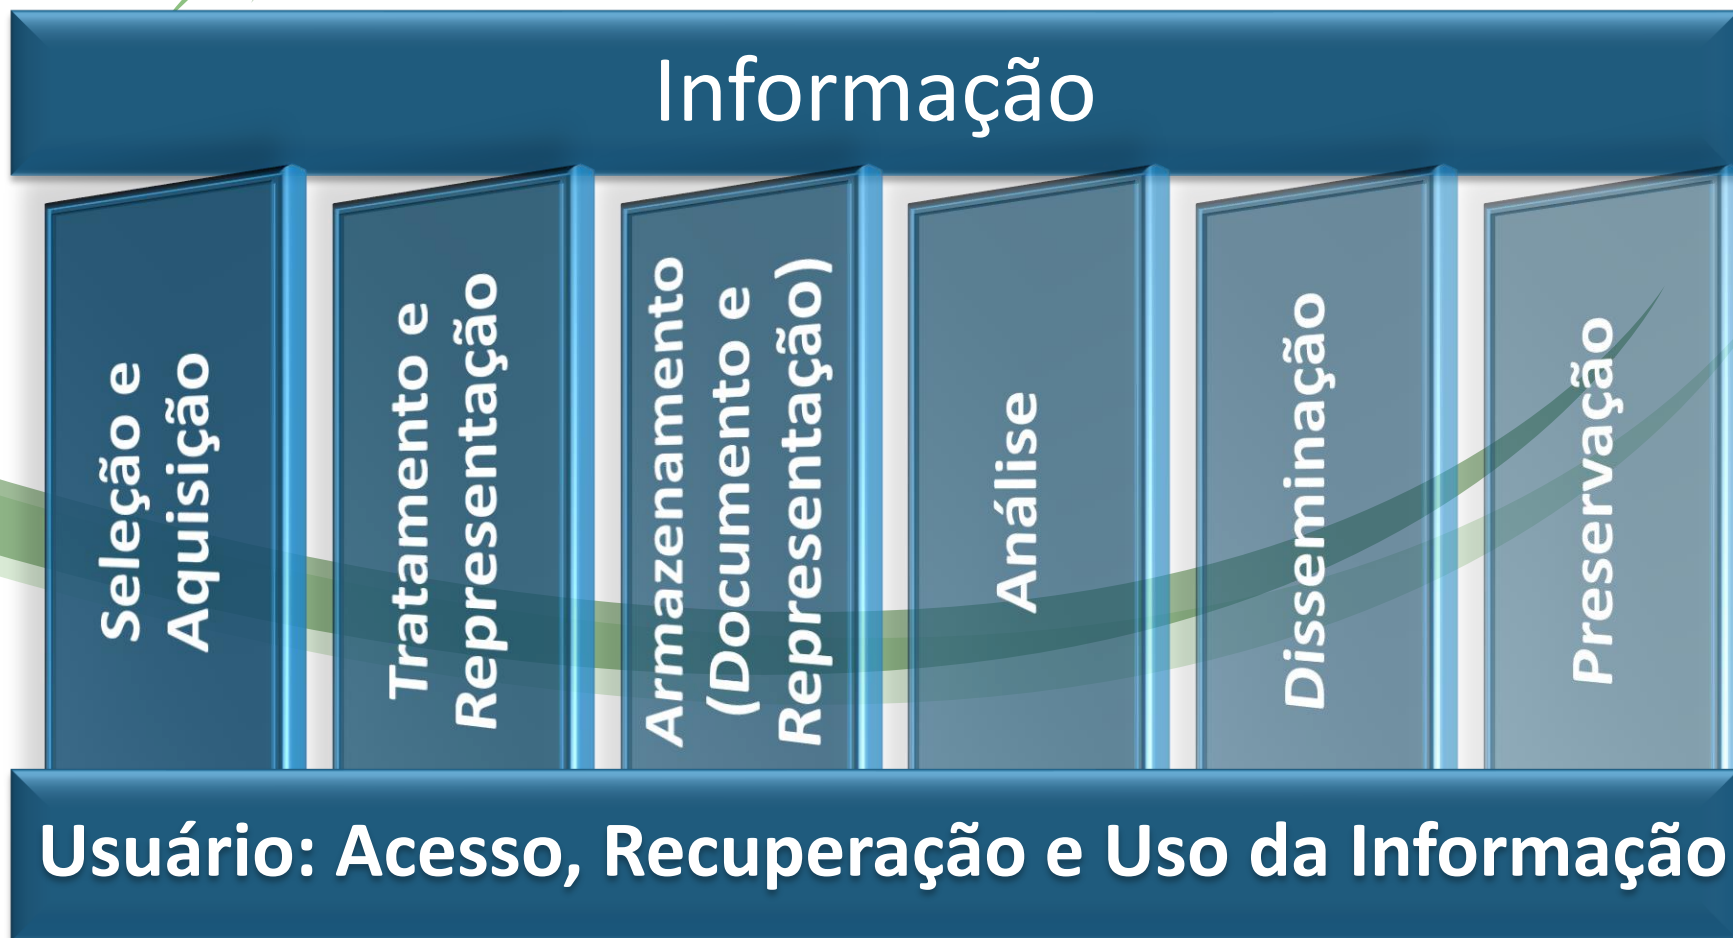 Informação
Seleção e
Aquisição
Tratamento e
Representação
Armazenamento
(Documento e
Representação)
Análise
Disseminação
Preservação
Usuário: Acesso, Recuperação e Uso da Informação